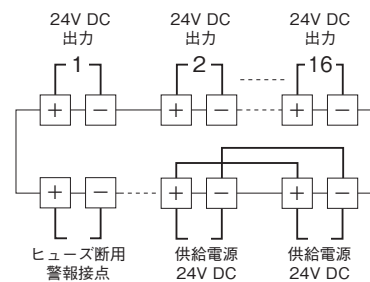 24V DC 24V DC 24V DC
出力 出力 出力
1 2 16
+ − + − + −
+ − + − + −
ヒューズ断用 供給電源 供給電源
警報接点 24V DC 24V DC